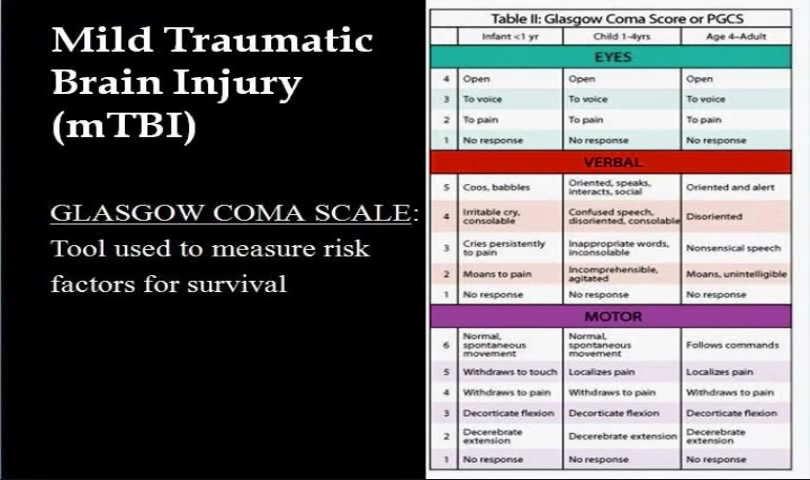 Mild Traumatic
Brain Injury
(mTBI)
GLASGOW COMA SCALE:
Tool used to measure risk
factors for survival
Table II: Glasgow Coma Score or PGCS
Infant <1 yr Child 1-4yrs Age 4-Adult
EYES
4 Open Open Open
3 To voice To voice To voice
2 To pain To pain To pain
1 No response No response No response
VERBAL
5 Coos, babbles Oriented, speaks, interacts, social Oriented and alert
4 Irritable cry, consolable Confused speech, disoriented, consolable Disoriented
3 Cries persistently to pain Inappropriate words, inconsolable Nonsensical speech
2 Moans to pain Incomprehensible, agitated Moans, unintelligible
1 No response No response No response
MOTOR
6 Normal, spontaneous movement Normal, spontaneous movement Follows commands
5 Withdraws to touch Localizes pain Localizes pain
4 Withdraws to pain Withdraws to pain Withdraws to pain
3 Decorticate flexion Decorticate flexion Decorticate flexion
2 Decerebrate extension Decerebrate extension Decerebrate extension
1 No response No response No response